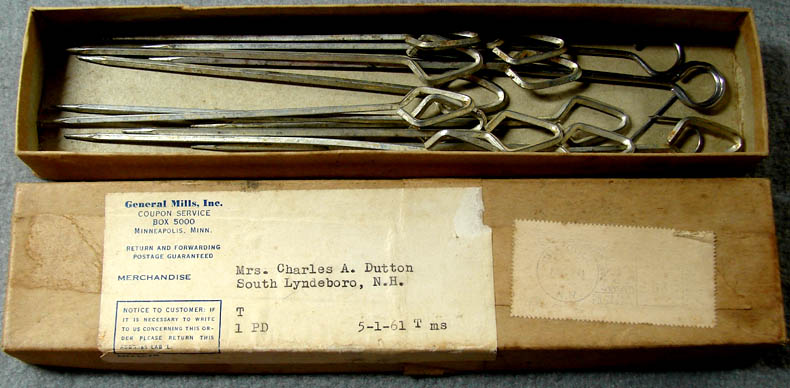 General Mills, Inc.
COUPON SERVICE
BOX 5000
MINNEAPOLIS, MINN.
RETURN AND FORWARDING
POSTAGE GUARANTEED
MERCHANDISE
Mrs. Charles A. Dutton
South Lyndeboro, N.H.
NOTICE TO CUSTOMER: IF
IT IS NECESSARY TO WRITE
TO US CONCERNING THIS OR-
DER PLEASE RETURN THIS
T
1 PD 5-1-61 T ms